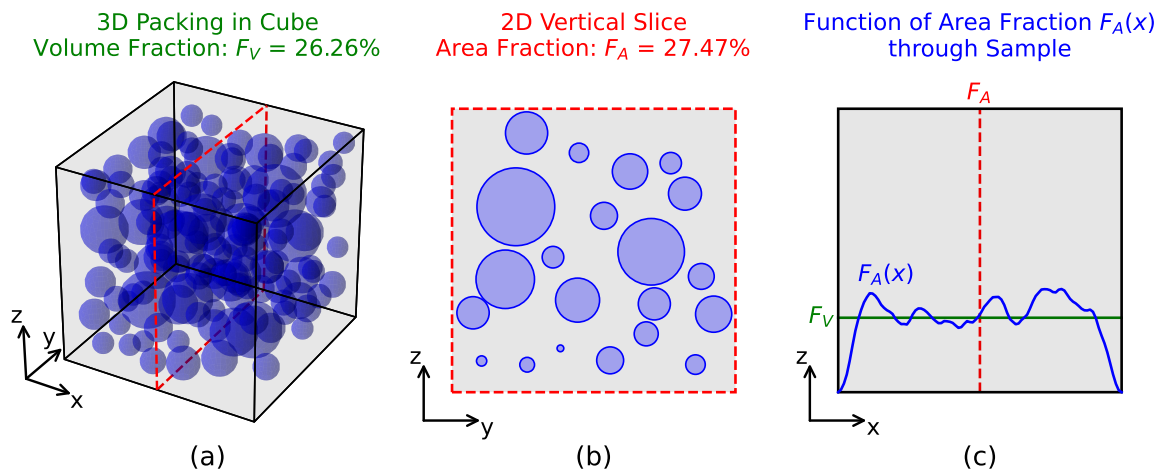 3D Packing in Cube
Volume Fraction: F_V = 26.26%
2D Vertical Slice
Area Fraction: F_A = 27.47%
Function of Area Fraction F_A(x)
through Sample
z
y
x
(a)
z
y
(b)
F_A
F_A(x)
F_V
z
x
(c)